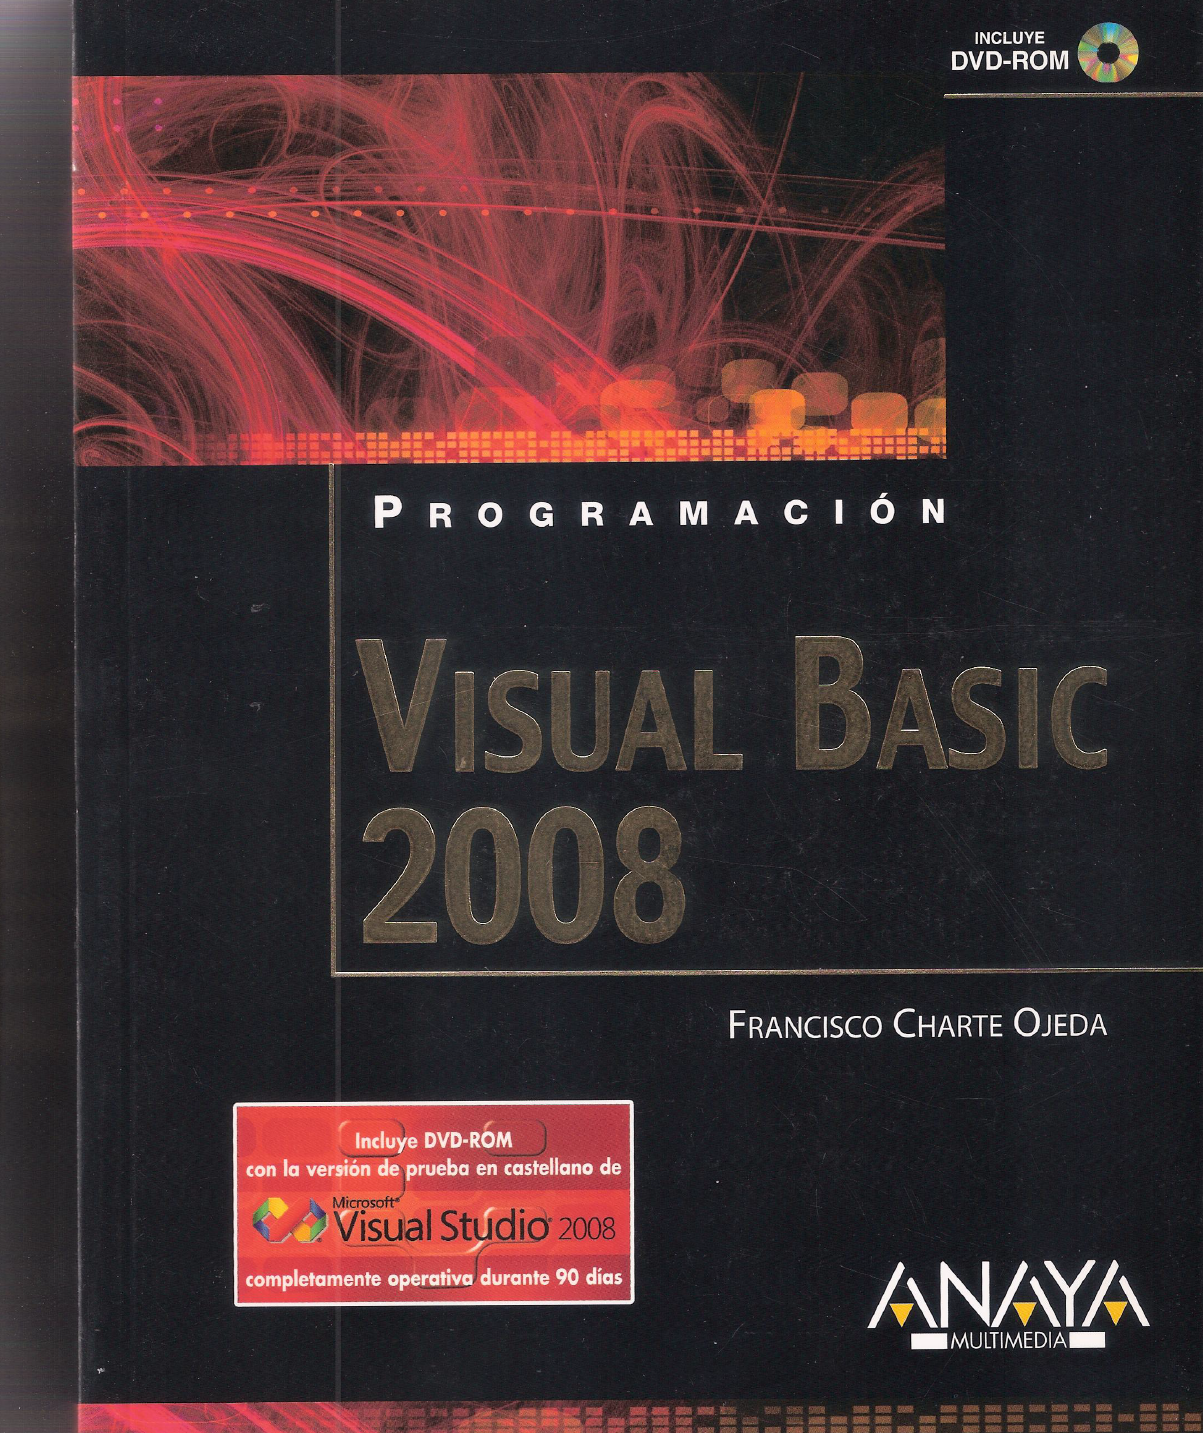 INCLUYE
DVD-ROM
PROGRAMACIÓN
VISUAL BASIC
2008
FRANCISCO CHARTE OJEDA
Incluye DVD-ROM
con la versión de prueba en castellano de
Microsoft®
Visual Studio® 2008
completamente operativa durante 90 días
ANAYA
MULTIMEDIA